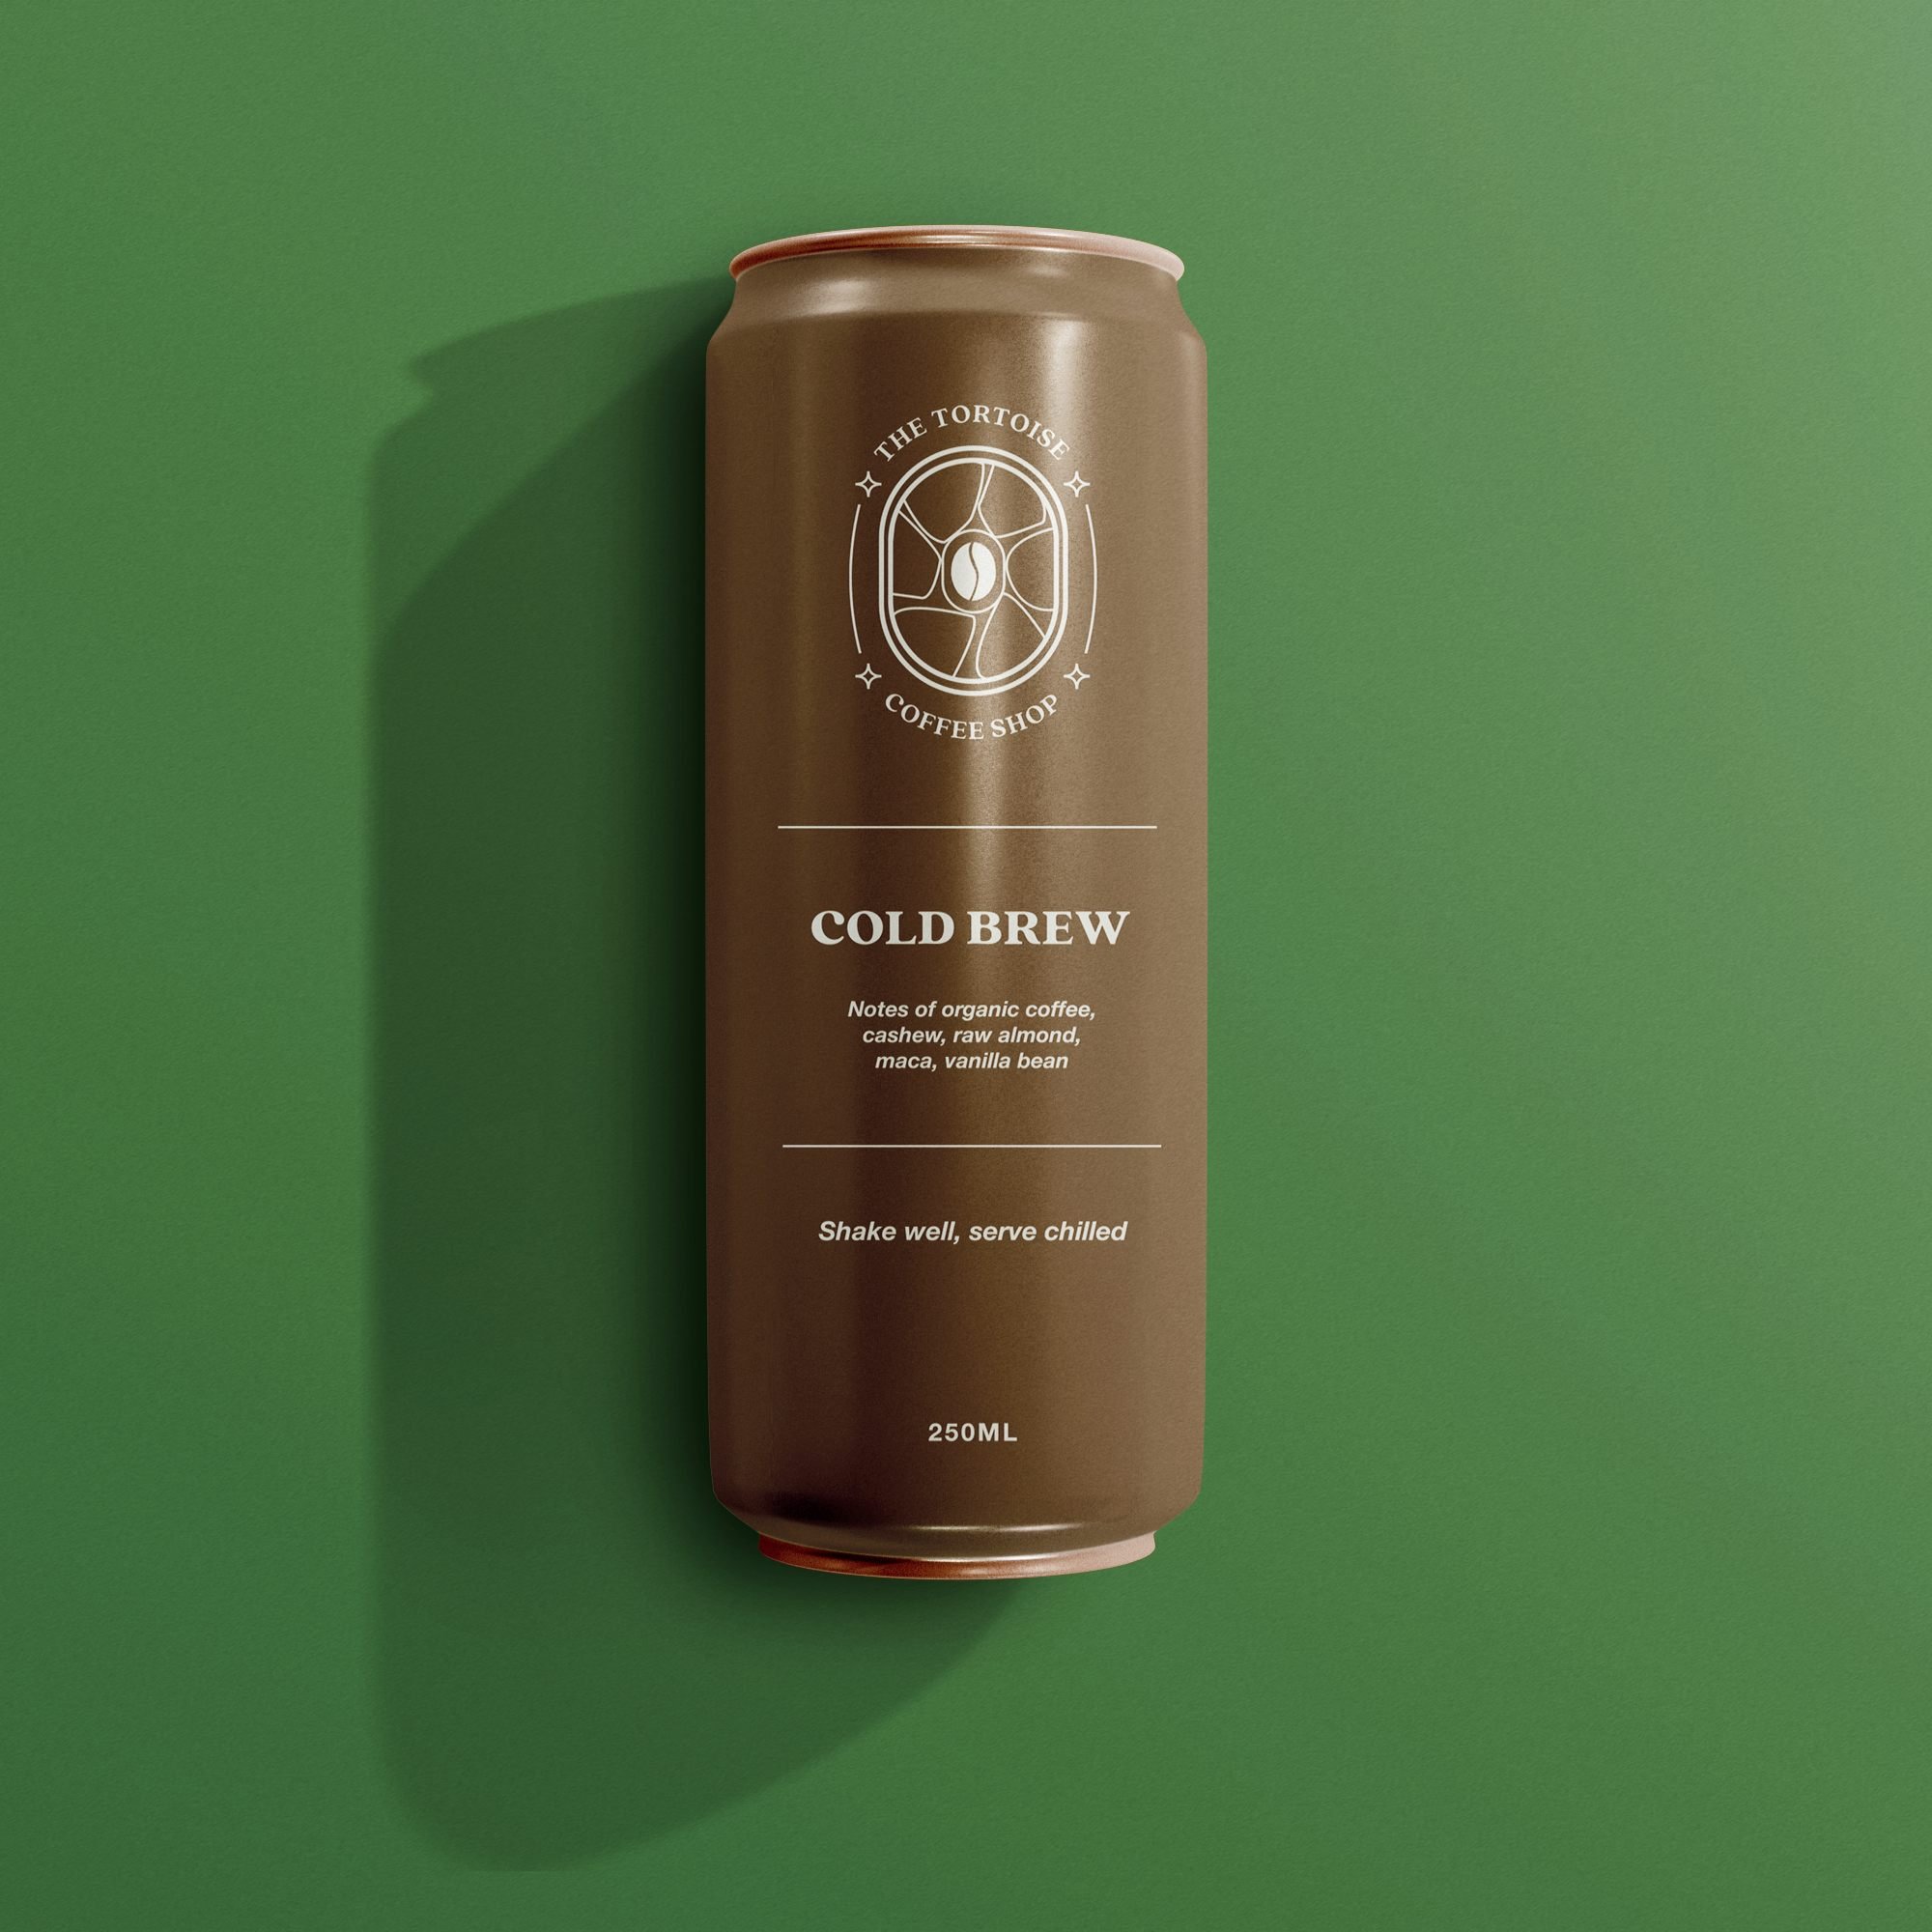 THE TORTOISE
COFFEE SHOP
COLD BREW
Notes of organic coffee,
cashew, raw almond,
maca, vanilla bean
Shake well, serve chilled
250ML